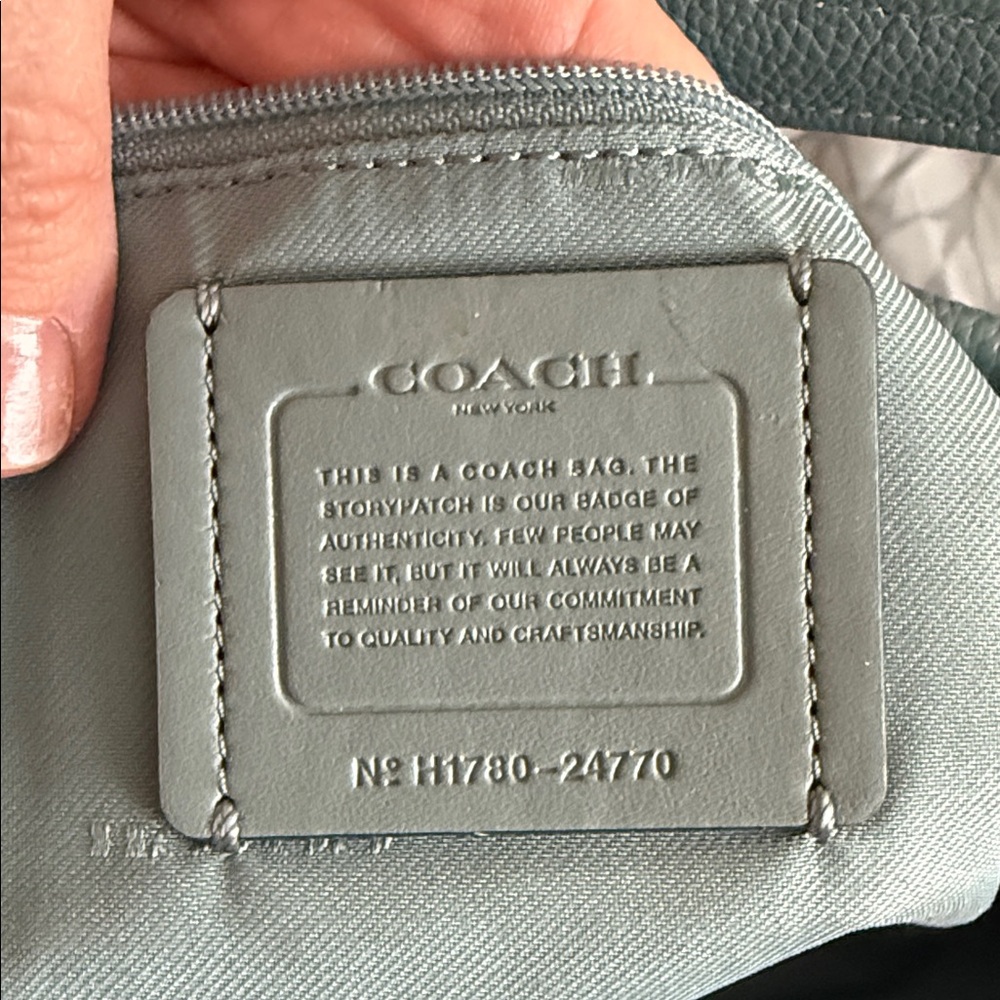 COACH
NEW YORK
THIS IS A COACH BAG. THE
STORYPATCH IS OUR BADGE OF
AUTHENTICITY. FEW PEOPLE MAY
SEE IT, BUT IT WILL ALWAYS BE A
REMINDER OF OUR COMMITMENT
TO QUALITY AND CRAFTSMANSHIP.
Nº H1780-24770